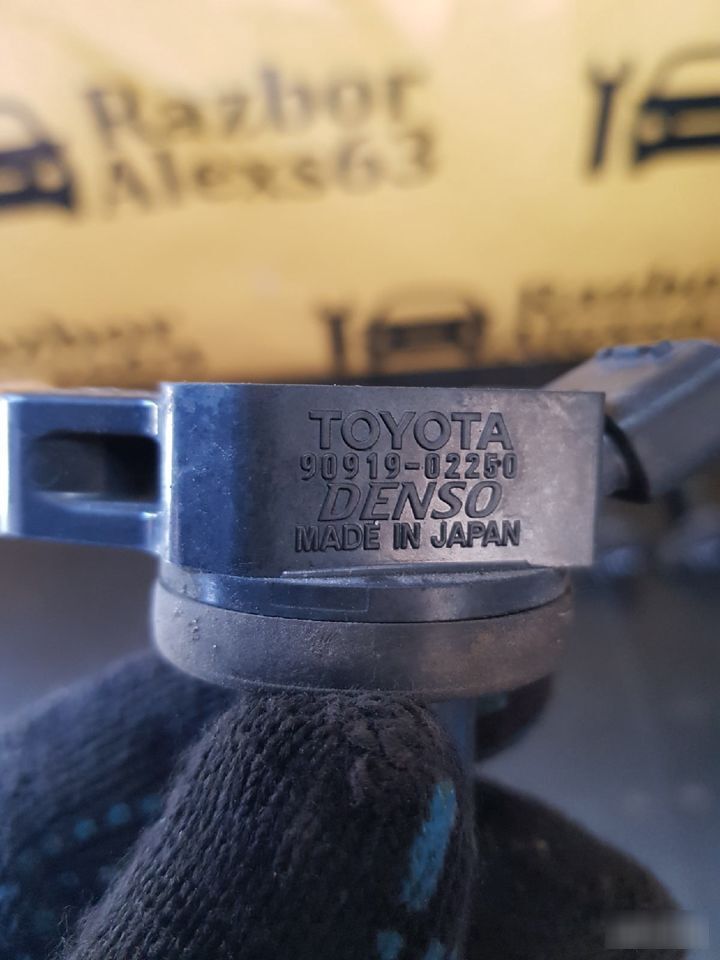 Razbor
Alexs63
TOYOTA
90919-02250
DENSO
MADE IN JAPAN